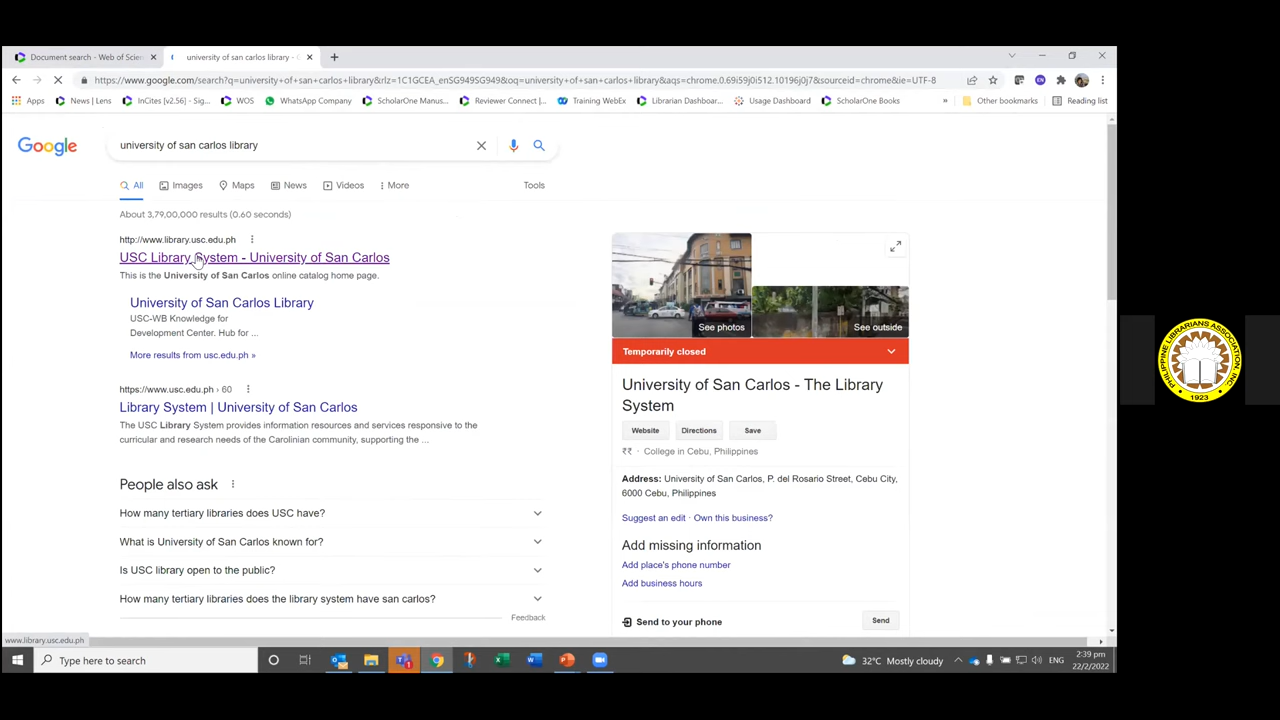 Document search - Web of Scien
university of san carlos library -
https://www.google.com/search?q=university+of+san+carlos+library&rlz=1C1GCEA_enSG949SG949&oq=university+of+san+carlos+library&aqs=chrome.0.69i59j0i512.10196j0j7&sourceid=chrome&ie=UTF-8
Apps
News | Lens
InCites [v2.56] - Sig...
WOS
WhatsApp Company
ScholarOne Manus...
Reviewer Connect |...
Training WebEx
Librarian Dashboar...
Usage Dashboard
ScholarOne Books
»
Other bookmarks
Reading list
Google
university of san carlos library
All
Images
Maps
News
Videos
More
Tools
About 3,79,00,000 results (0.60 seconds)
http://www.library.usc.edu.ph
USC Library System - University of San Carlos
This is the University of San Carlos online catalog home page.
University of San Carlos Library
USC-WB Knowledge for
Development Center. Hub for ...
More results from usc.edu.ph »
https://www.usc.edu.ph › 60
Library System | University of San Carlos
The USC Library System provides information resources and services responsive to the
curricular and research needs of the Carolinian community, supporting the ...
People also ask
How many tertiary libraries does USC have?
What is University of San Carlos known for?
Is USC library open to the public?
How many tertiary libraries does the library system have san carlos?
Feedback
See photos
See outside
Temporarily closed
University of San Carlos - The Library
System
Website
Directions
Save
₹₹ · College in Cebu, Philippines
Address: University of San Carlos, P. del Rosario Street, Cebu City,
6000 Cebu, Philippines
Suggest an edit · Own this business?
Add missing information
Add place's phone number
Add business hours
Send to your phone
Send
www.library.usc.edu.ph
Type here to search
32°C Mostly cloudy
ENG
2:39 pm
22/2/2022
PHILIPPINE LIBRARIANS ASSOCIATION, INC.
1923